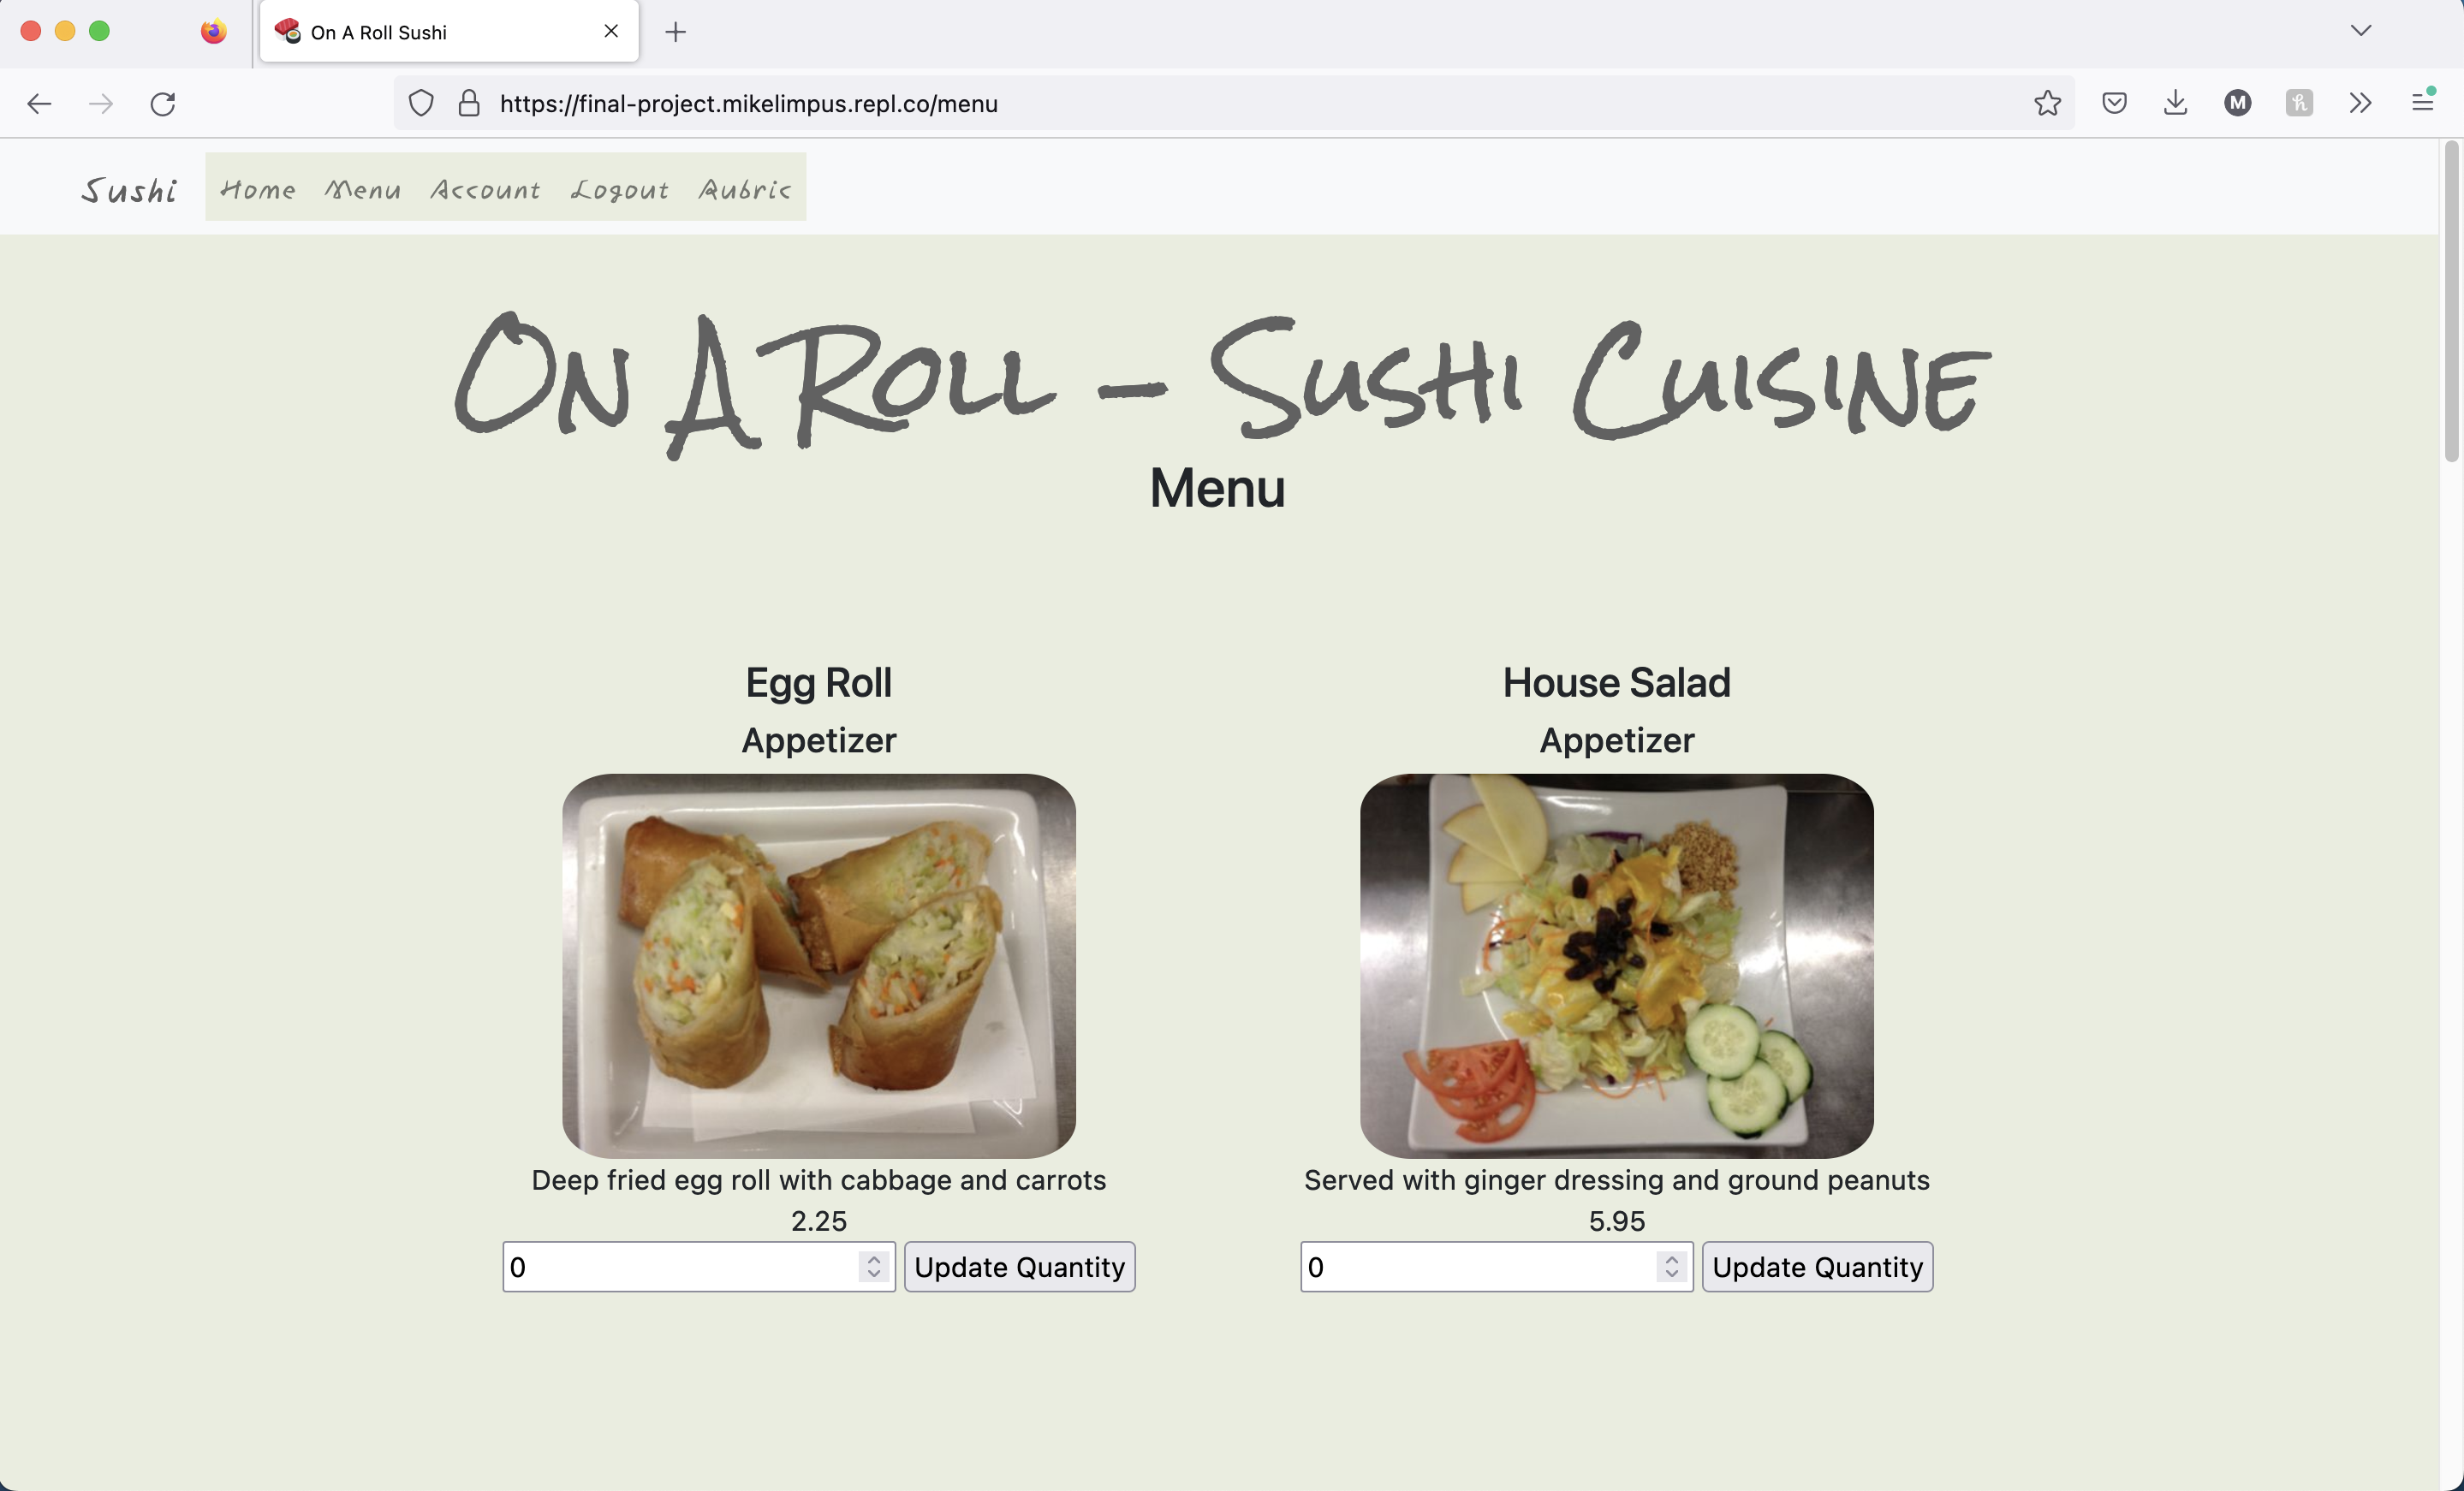 On A Roll Sushi
https://final-project.mikelimpus.repl.co/menu
M
h
Sushi Home Menu Account Logout Rubric
On A Roll - Sushi Cuisine
Menu
Egg Roll
Appetizer
Deep fried egg roll with cabbage and carrots
2.25
0 Update Quantity
House Salad
Appetizer
Served with ginger dressing and ground peanuts
5.95
0 Update Quantity